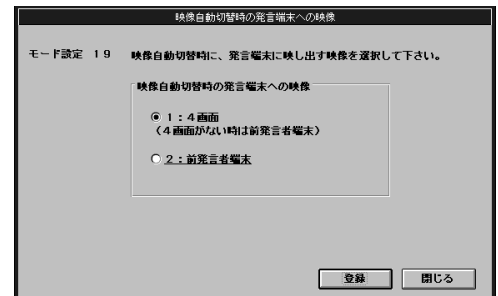 映像自動切替時の発言端末への映像
モード設定 19 映像自動切替時に、発言端末に映し出す映像を選択して下さい。
映像自動切替時の発言端末への映像
1:4画面
(4画面がない時は前発言者端末)
2:前発言者端末
登録 閉じる